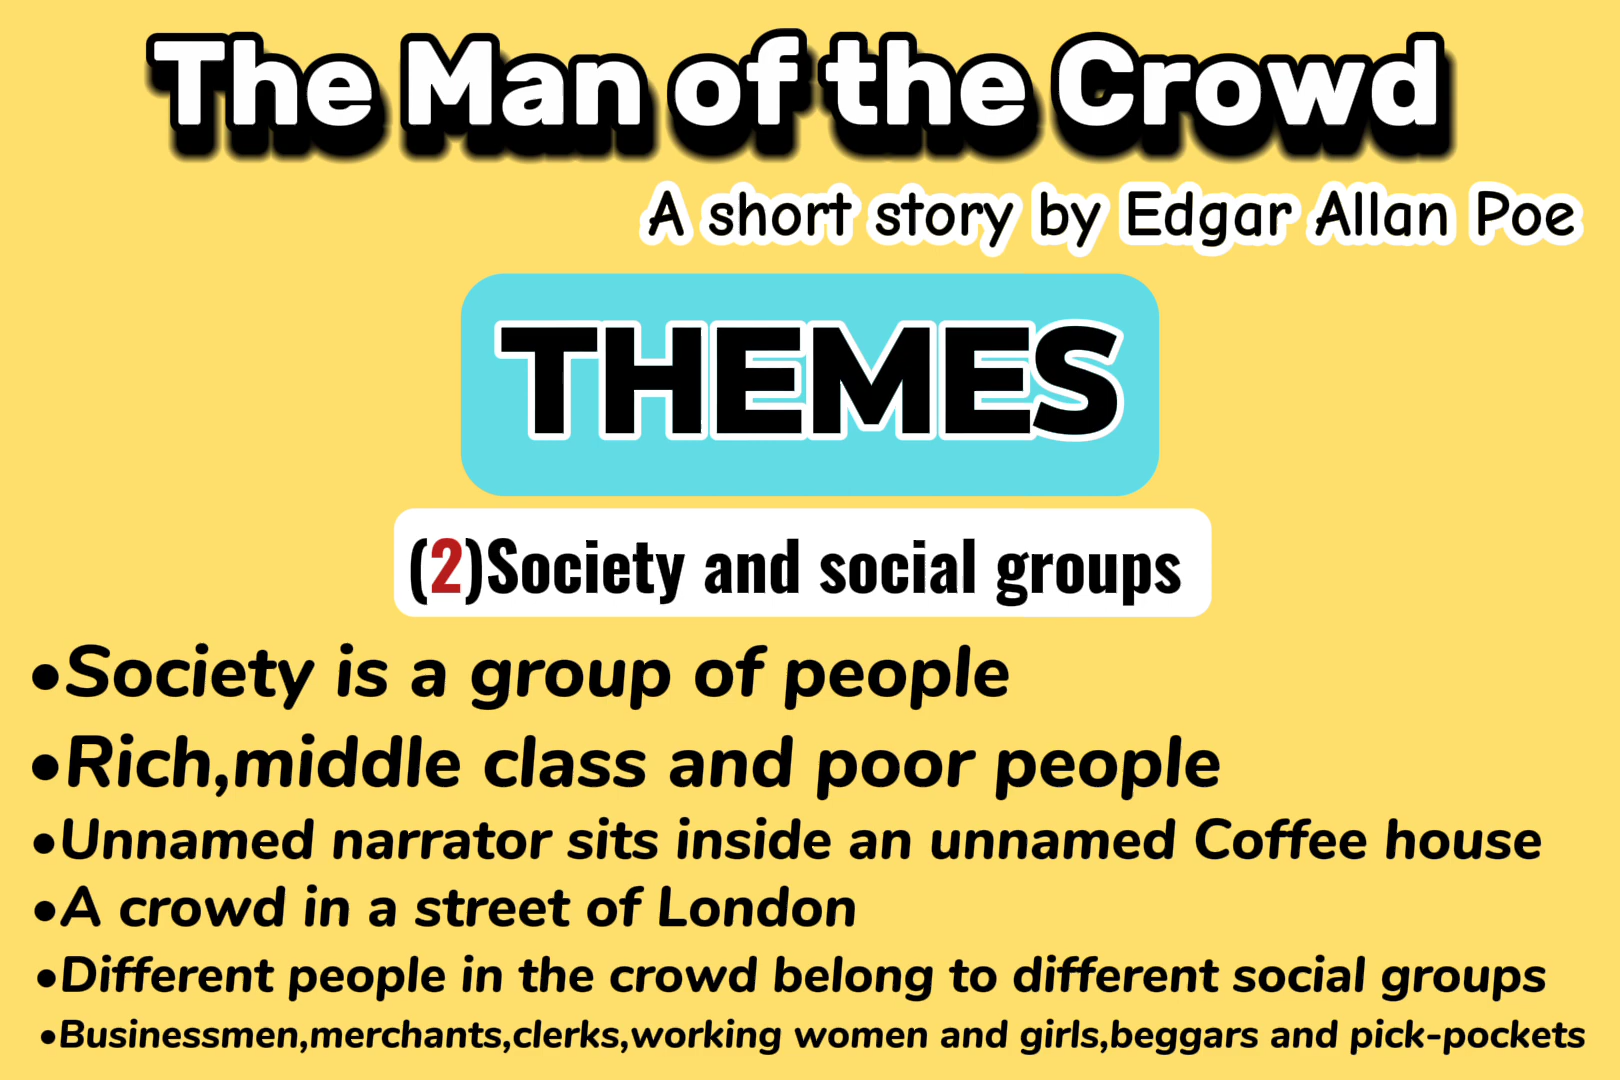 The Man of the Crowd
A short story by Edgar Allan Poe
THEMES
(2)Society and social groups
•Society is a group of people
•Rich,middle class and poor people
•Unnamed narrator sits inside an unnamed Coffee house
•A crowd in a street of London
•Different people in the crowd belong to different social groups
•Businessmen,merchants,clerks,working women and girls,beggars and pick-pockets